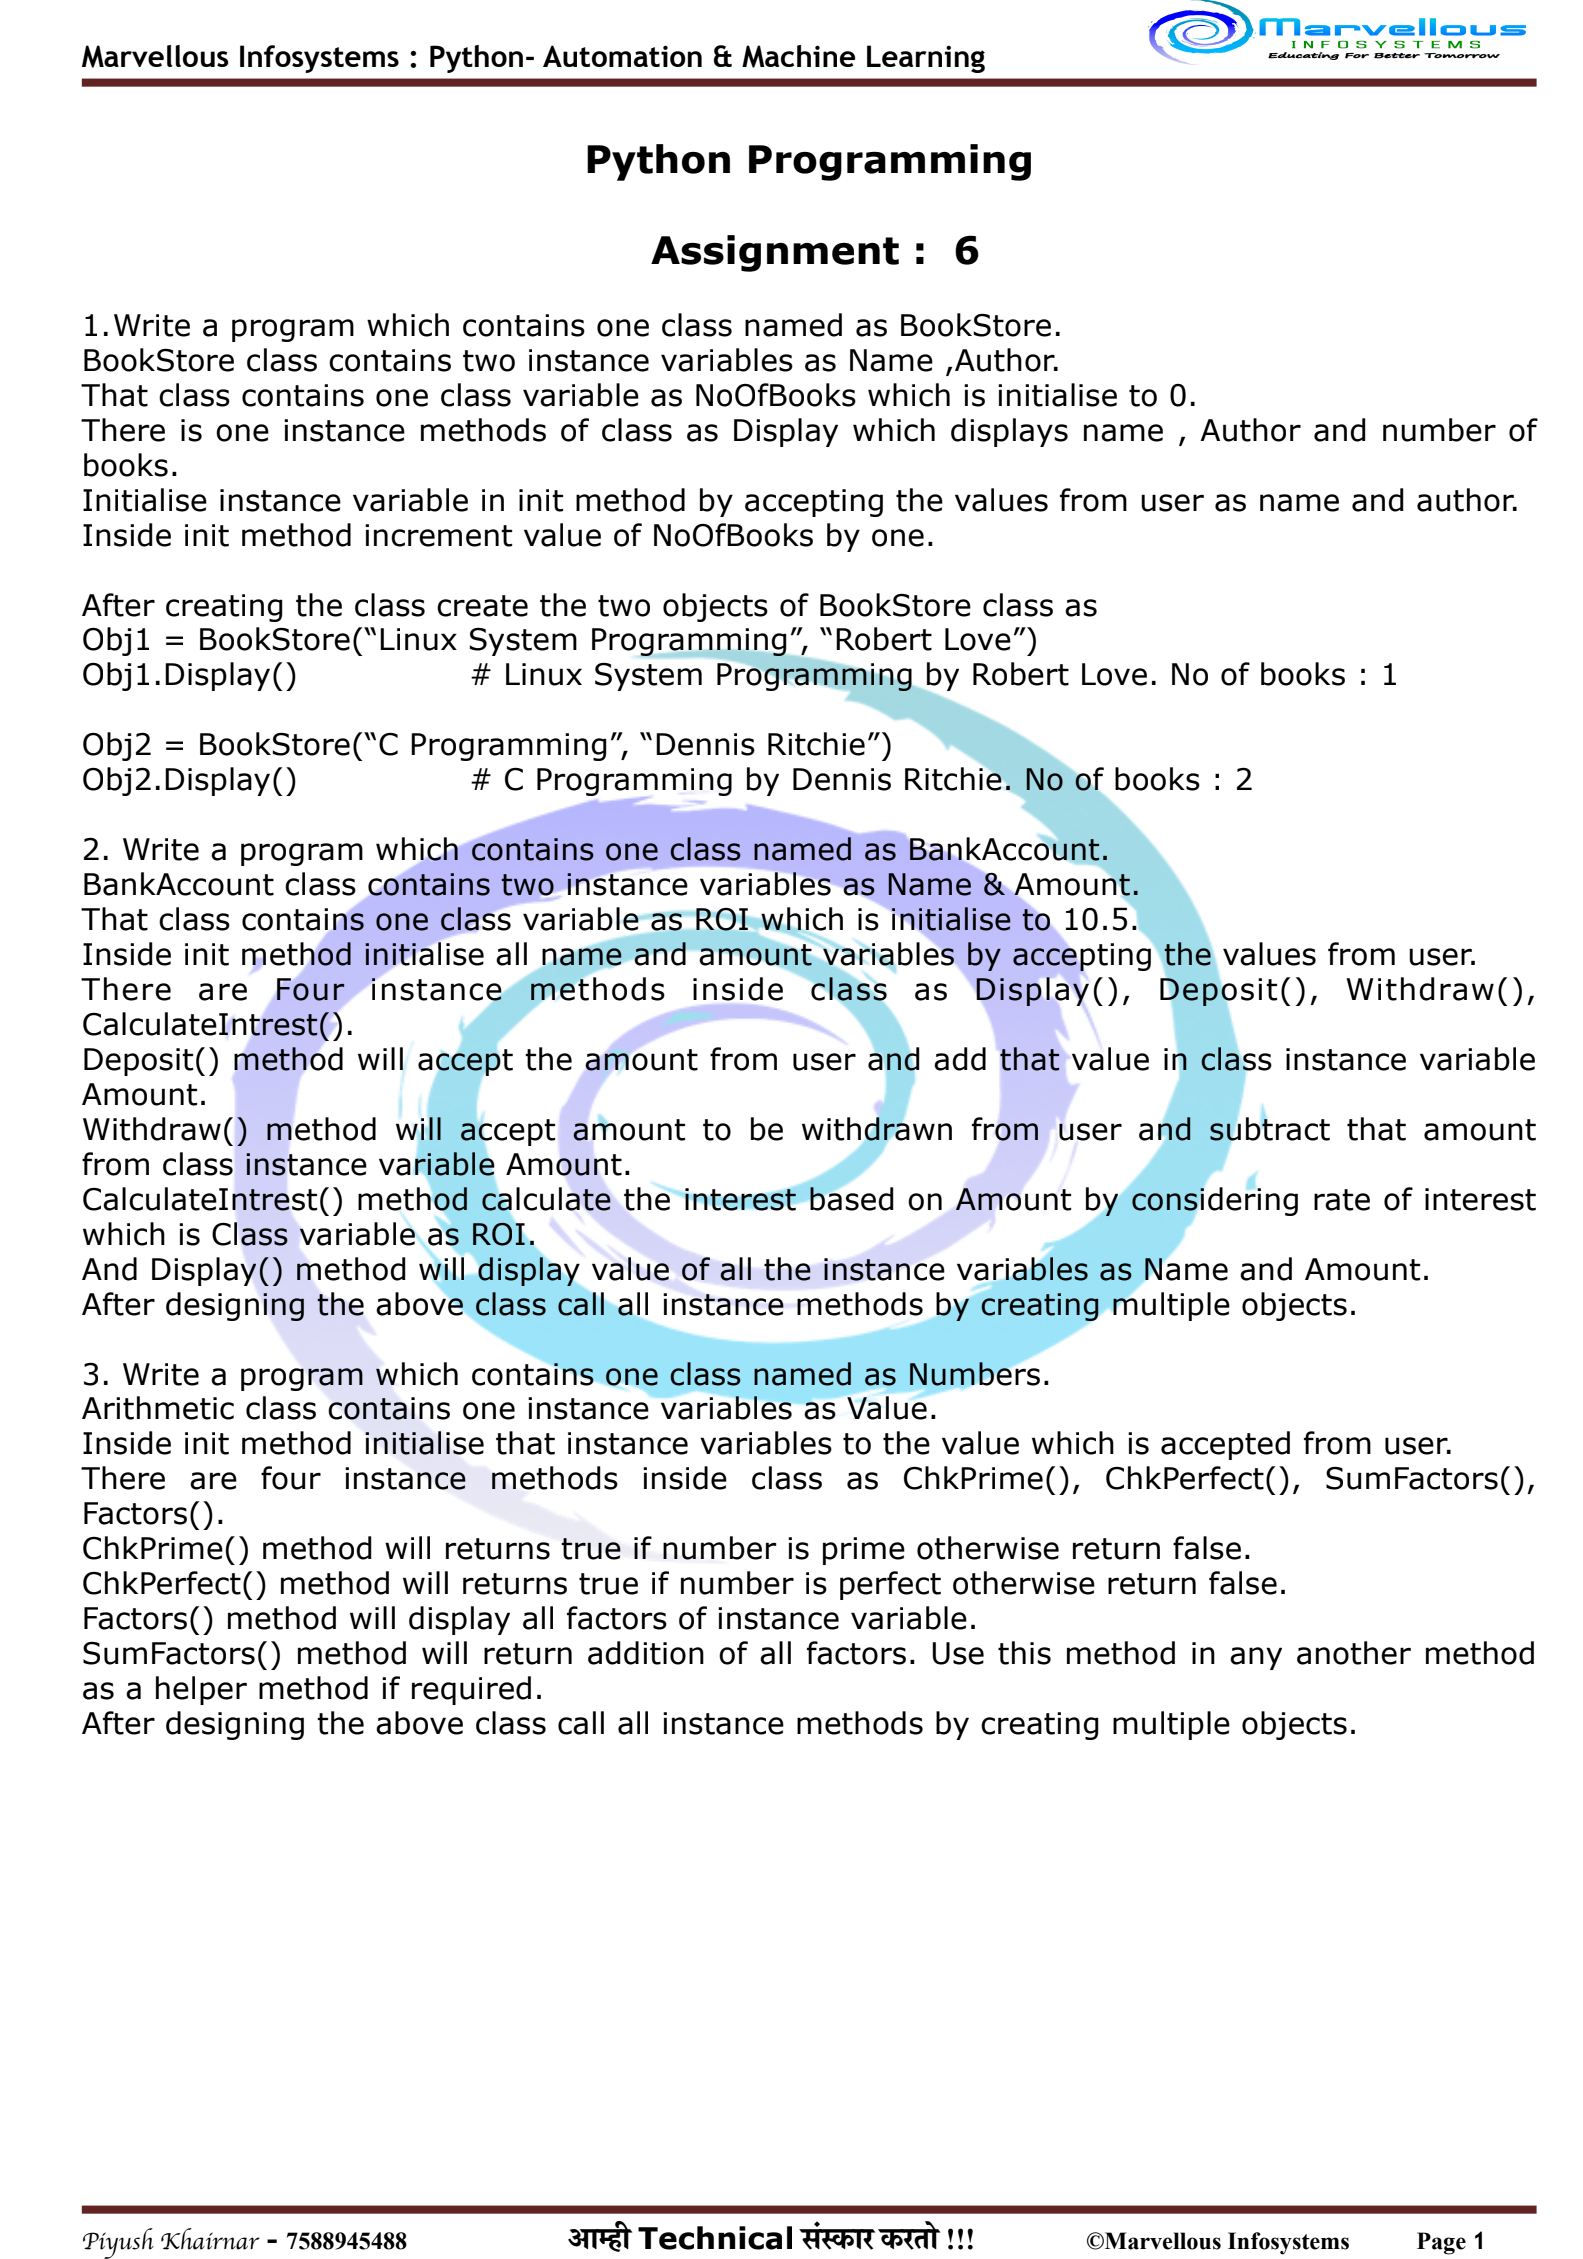 Marvellous Infosystems : Python- Automation & Machine Learning
Marvellous
INFOSYSTEMS
Educating For Better Tomorrow
Python Programming
Assignment : 6
1.Write a program which contains one class named as BookStore.
BookStore class contains two instance variables as Name ,Author.
That class contains one class variable as NoOfBooks which is initialise to 0.
There is one instance methods of class as Display which displays name , Author and number of
books.
Initialise instance variable in init method by accepting the values from user as name and author.
Inside init method increment value of NoOfBooks by one.
After creating the class create the two objects of BookStore class as
Obj1 = BookStore(“Linux System Programming”, “Robert Love”)
Obj1.Display() # Linux System Programming by Robert Love. No of books : 1
Obj2 = BookStore(“C Programming”, “Dennis Ritchie”)
Obj2.Display() # C Programming by Dennis Ritchie. No of books : 2
2. Write a program which contains one class named as BankAccount.
BankAccount class contains two instance variables as Name & Amount.
That class contains one class variable as ROI which is initialise to 10.5.
Inside init method initialise all name and amount variables by accepting the values from user.
There are Four instance methods inside class as Display(), Deposit(), Withdraw(),
CalculateIntrest().
Deposit() method will accept the amount from user and add that value in class instance variable
Amount.
Withdraw() method will accept amount to be withdrawn from user and subtract that amount
from class instance variable Amount.
CalculateIntrest() method calculate the interest based on Amount by considering rate of interest
which is Class variable as ROI.
And Display() method will display value of all the instance variables as Name and Amount.
After designing the above class call all instance methods by creating multiple objects.
3. Write a program which contains one class named as Numbers.
Arithmetic class contains one instance variables as Value.
Inside init method initialise that instance variables to the value which is accepted from user.
There are four instance methods inside class as ChkPrime(), ChkPerfect(), SumFactors(),
Factors().
ChkPrime() method will returns true if number is prime otherwise return false.
ChkPerfect() method will returns true if number is perfect otherwise return false.
Factors() method will display all factors of instance variable.
SumFactors() method will return addition of all factors. Use this method in any another method
as a helper method if required.
After designing the above class call all instance methods by creating multiple objects.
Piyush Khairnar - 7588945488 आम्ही Technical संस्कार करतो !!! ©Marvellous Infosystems Page 1